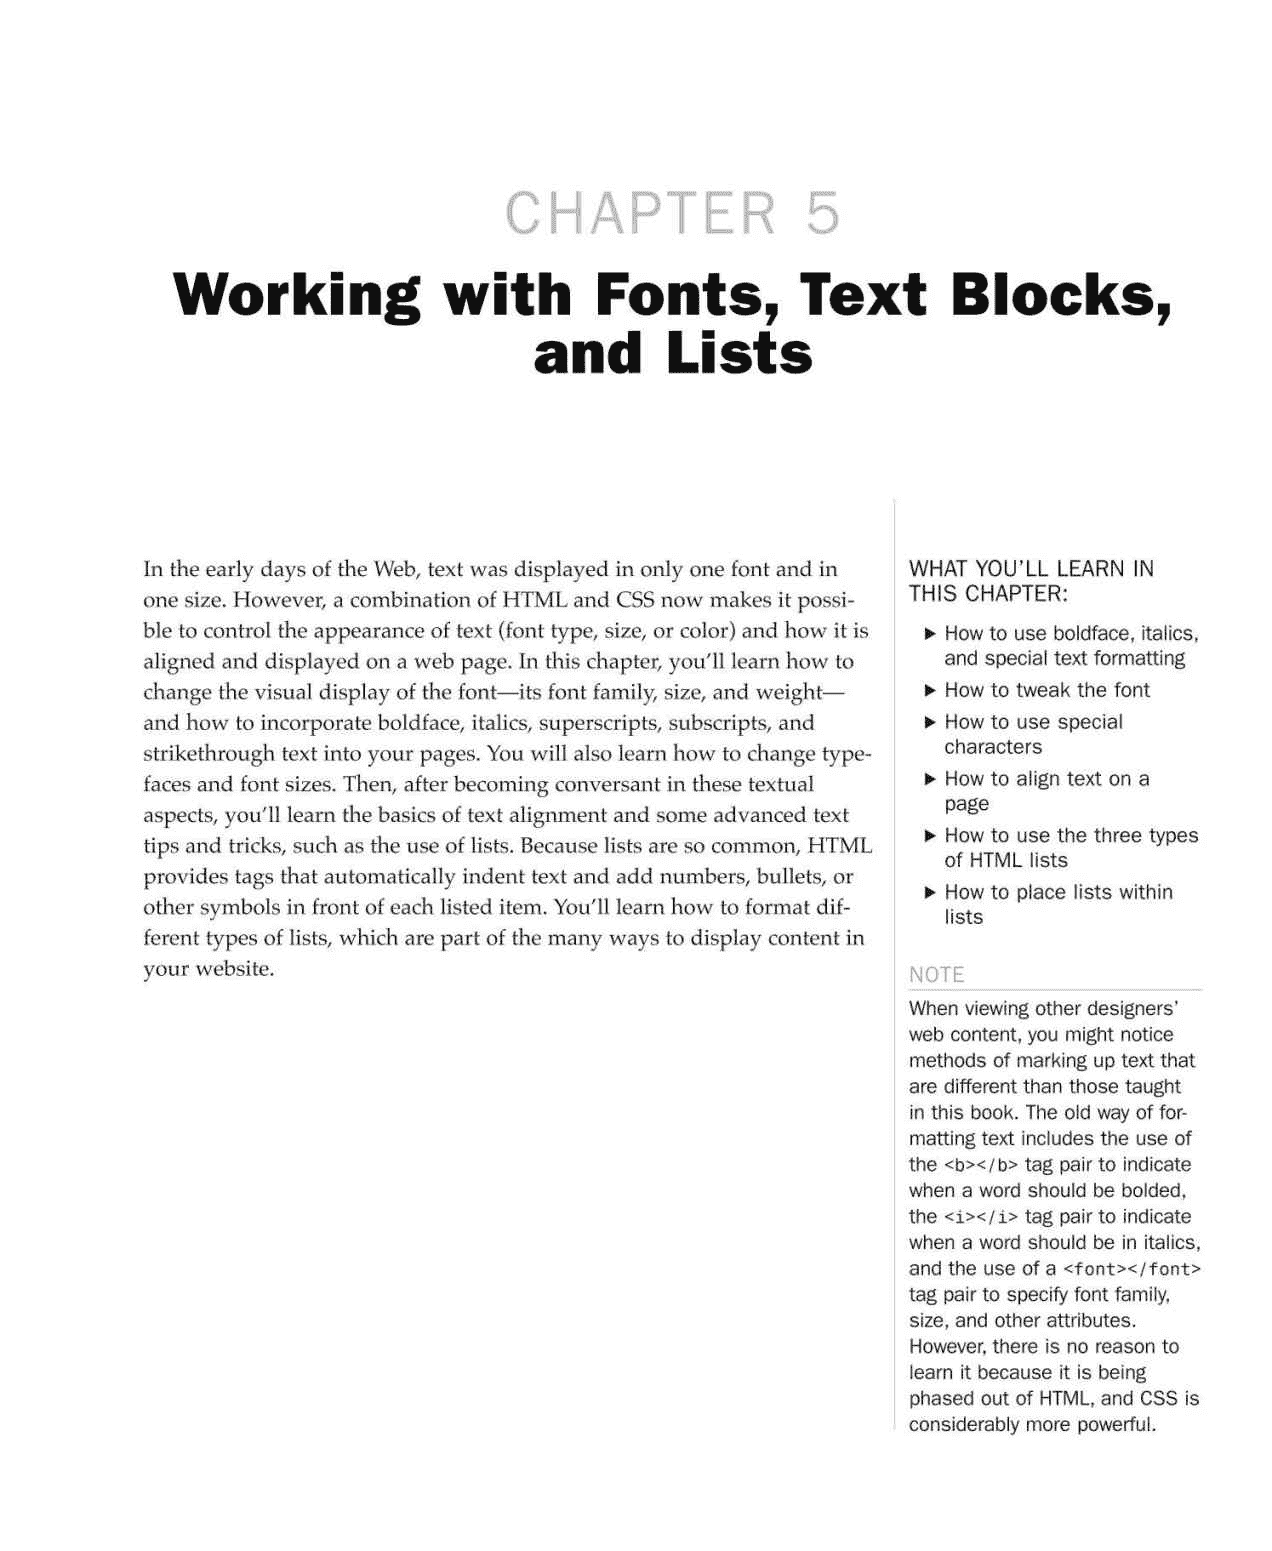 CHAPTER 5
Working with Fonts, Text Blocks,
and Lists
In the early days of the Web, text was displayed in only one font and in
one size. However, a combination of HTML and CSS now makes it possi-
ble to control the appearance of text (font type, size, or color) and how it is
aligned and displayed on a web page. In this chapter, you'll learn how to
change the visual display of the font—its font family, size, and weight—
and how to incorporate boldface, italics, superscripts, subscripts, and
strikethrough text into your pages. You will also learn how to change type-
faces and font sizes. Then, after becoming conversant in these textual
aspects, you'll learn the basics of text alignment and some advanced text
tips and tricks, such as the use of lists. Because lists are so common, HTML
provides tags that automatically indent text and add numbers, bullets, or
other symbols in front of each listed item. You'll learn how to format dif-
ferent types of lists, which are part of the many ways to display content in
your website.
WHAT YOU'LL LEARN IN
THIS CHAPTER:
▶ How to use boldface, italics,
and special text formatting
▶ How to tweak the font
▶ How to use special
characters
▶ How to align text on a
page
▶ How to use the three types
of HTML lists
▶ How to place lists within
lists
NOTE
When viewing other designers'
web content, you might notice
methods of marking up text that
are different than those taught
in this book. The old way of for-
matting text includes the use of
the <b></b> tag pair to indicate
when a word should be bolded,
the <i></i> tag pair to indicate
when a word should be in italics,
and the use of a <font></font>
tag pair to specify font family,
size, and other attributes.
However, there is no reason to
learn it because it is being
phased out of HTML, and CSS is
considerably more powerful.